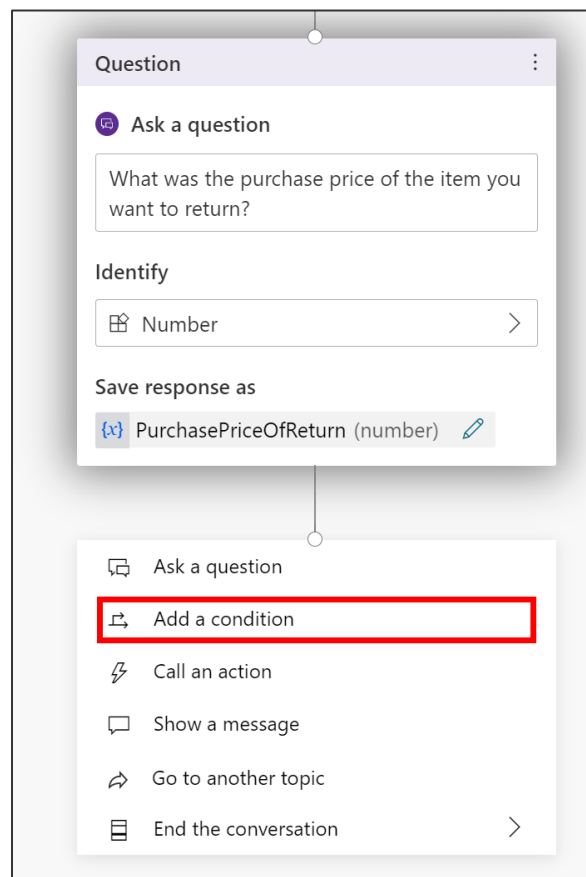 Question
Ask a question
What was the purchase price of the item you
want to return?
Identify
Number
Save response as
{x} PurchasePriceOfReturn (number)
Ask a question
Add a condition
Call an action
Show a message
Go to another topic
End the conversation